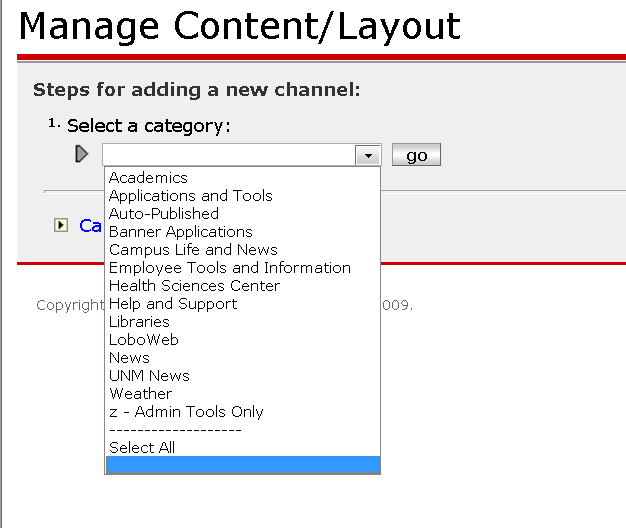 Manage Content/Layout
Steps for adding a new channel:
1. Select a category:
go
Academics
Applications and Tools
Auto-Published
Banner Applications
Campus Life and News
Employee Tools and Information
Health Sciences Center
Help and Support
Libraries
LoboWeb
News
UNM News
Weather
z - Admin Tools Only
-------------------
Select All
Ca
Copyright 009.